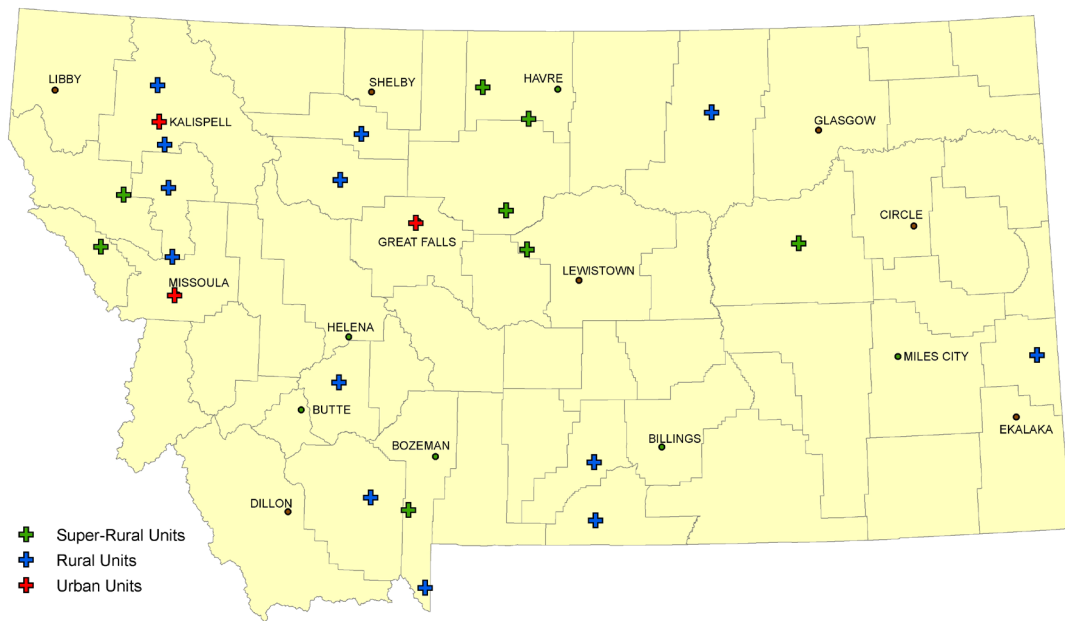 LIBBY
SHELBY
HAVRE
KALISPELL
GLASGOW
CIRCLE
GREAT FALLS
LEWISTOWN
MISSOULA
HELENA
MILES CITY
BUTTE
EKALAKA
BOZEMAN
BILLINGS
DILLON
Super-Rural Units
Rural Units
Urban Units